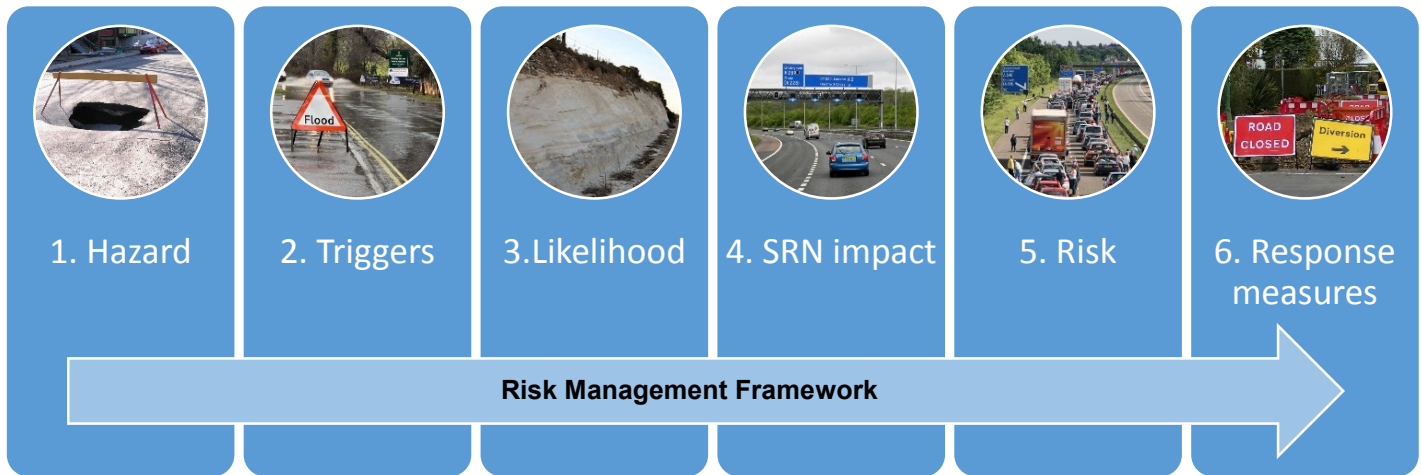 Flood
ROAD
CLOSED
Diversion
1. Hazard
2. Triggers
3.Likelihood
4. SRN impact
5. Risk
6. Response
measures
Risk Management Framework